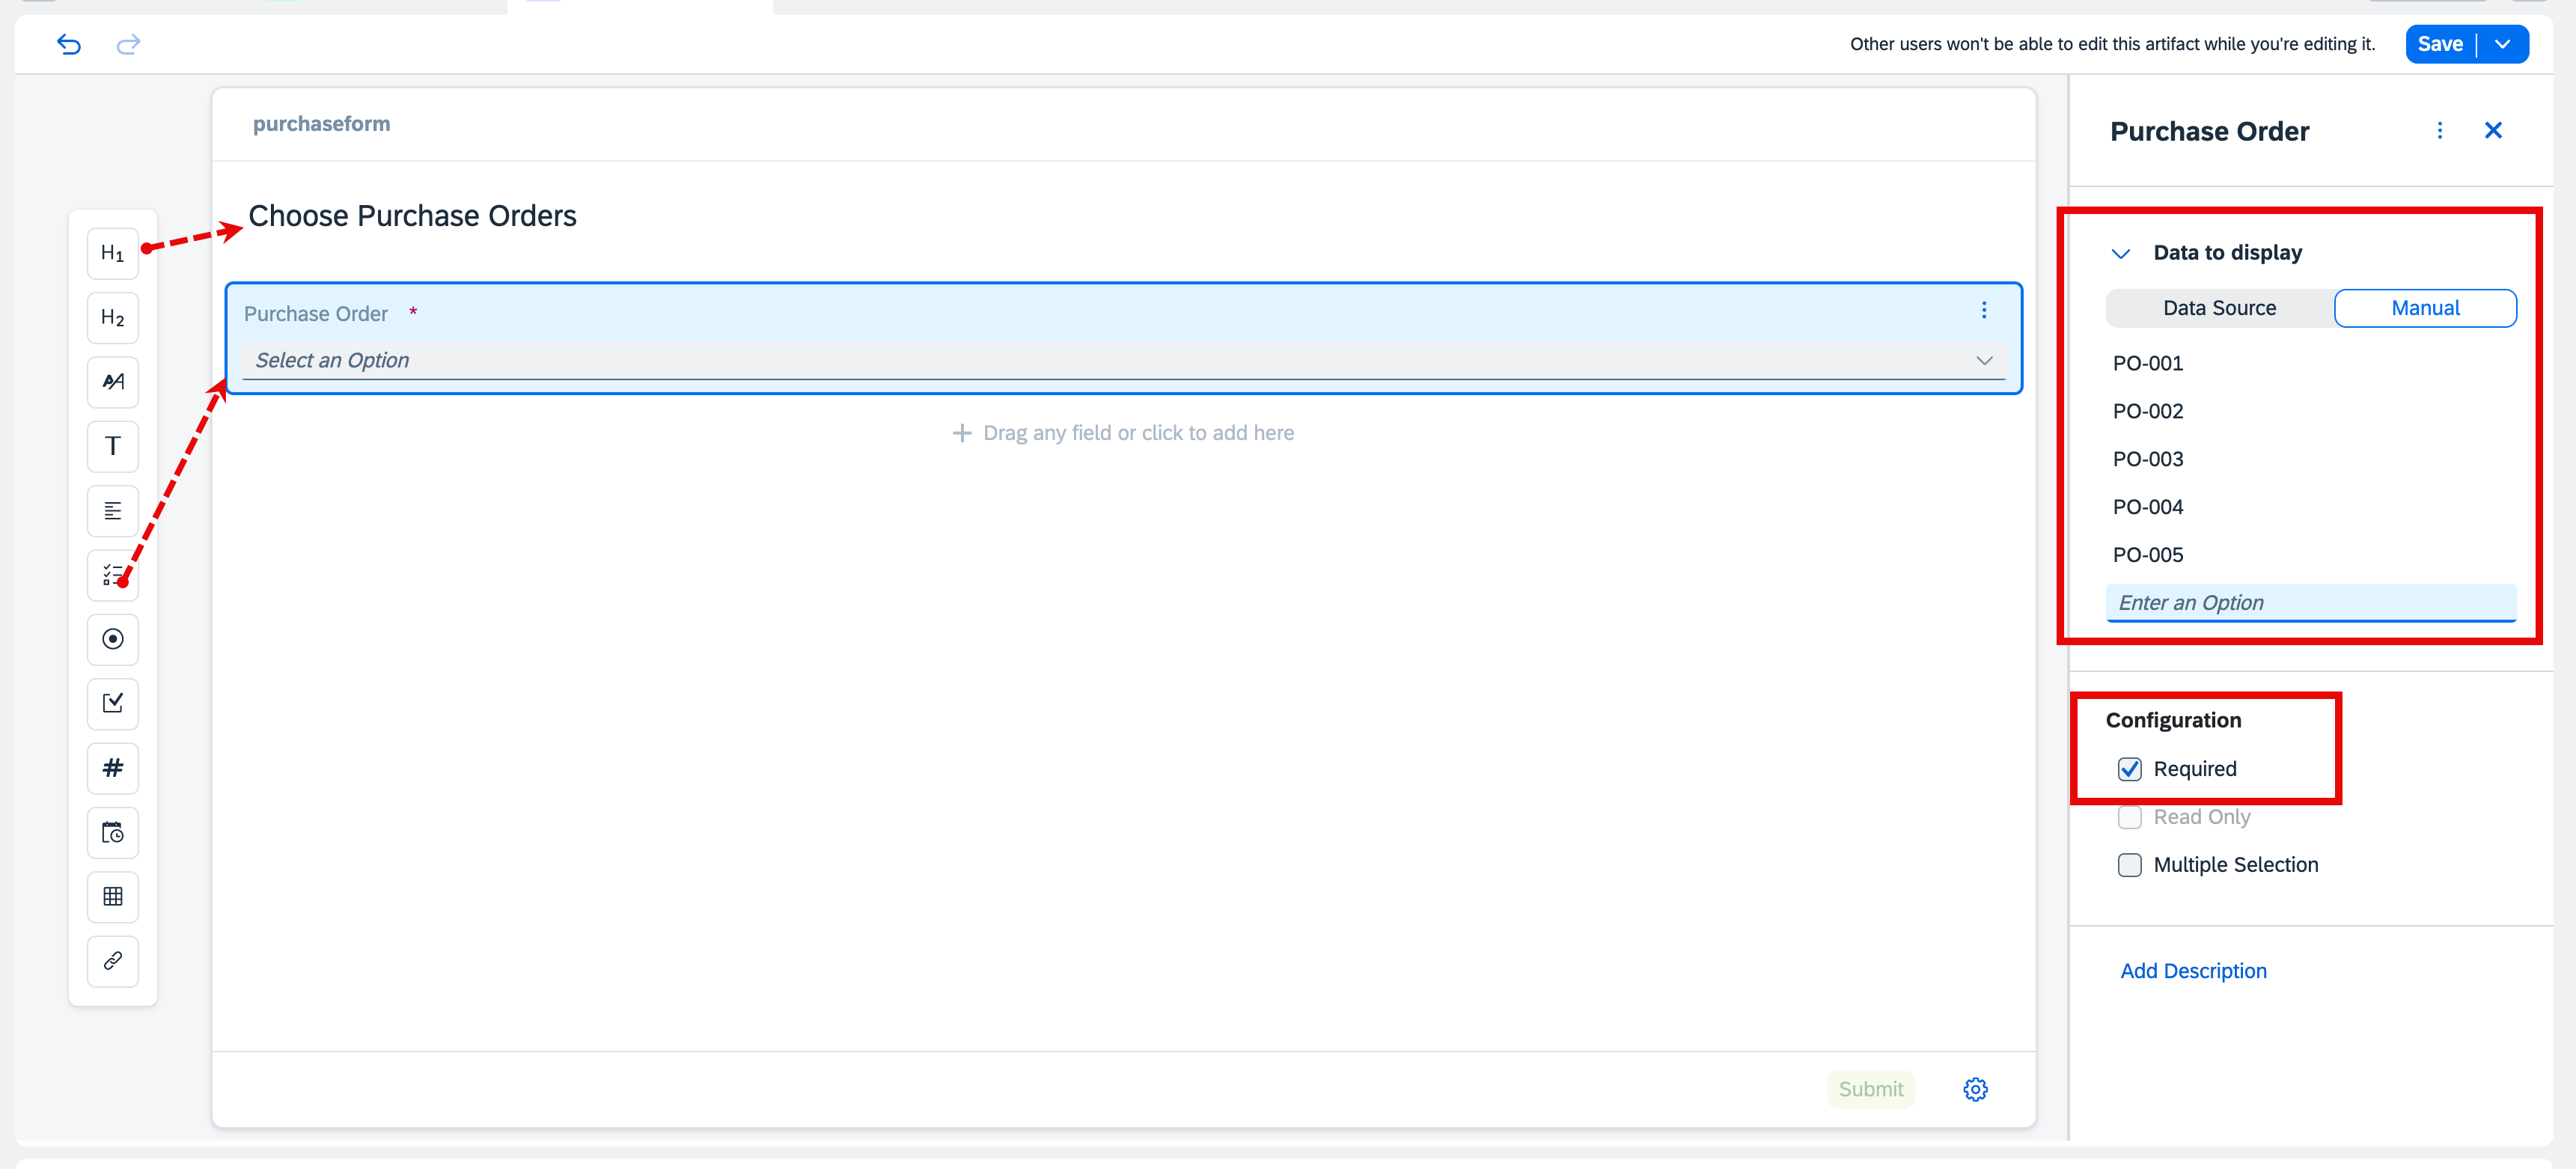 Other users won't be able to edit this artifact while you're editing it.
Save
purchaseform
Choose Purchase Orders
H1
H2
T
Purchase Order *
Select an Option
Drag any field or click to add here
Submit
Purchase Order
Data to display
Data Source
Manual
PO-001
PO-002
PO-003
PO-004
PO-005
Enter an Option
Configuration
Required
Read Only
Multiple Selection
Add Description